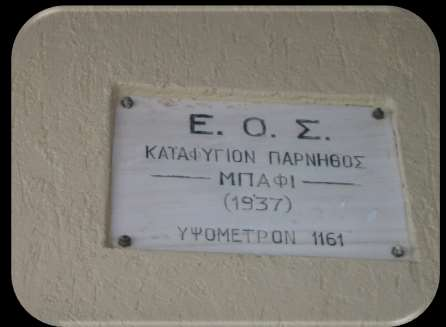 Ε. Ο. Σ.
ΚΑΤΑΦΥΓΙΟΝ ΠΑΡΝΗΘΟΣ
— ΜΠΑΦΙ —
(1937)
ΥΨΟΜΕΤΡΟΝ 1161